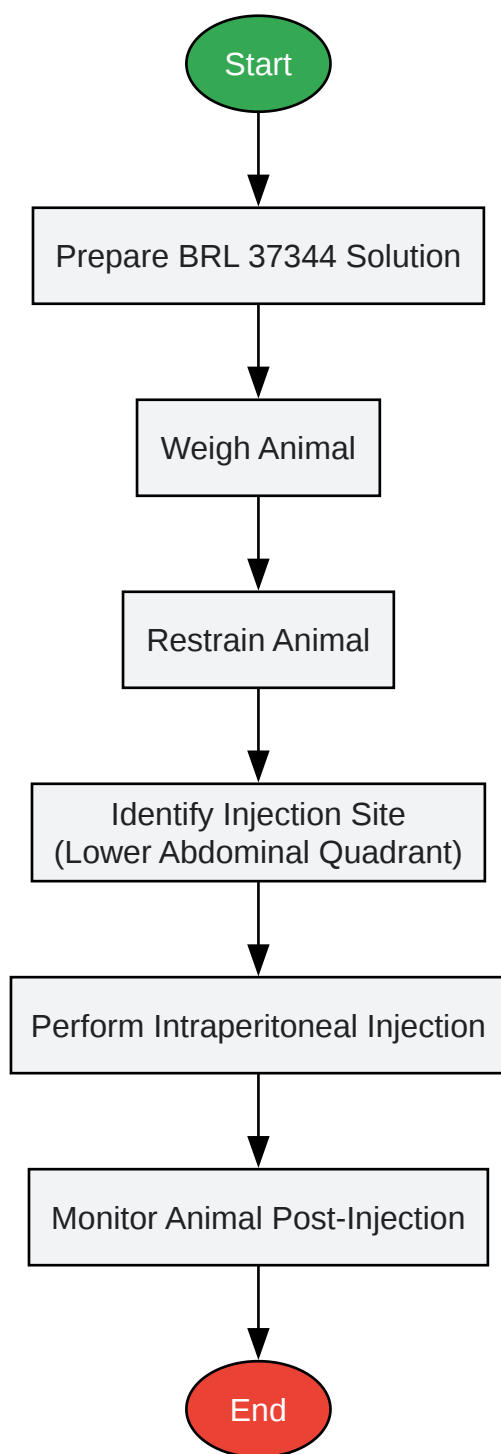 Start
Prepare BRL 37344 Solution
Weigh Animal
Restrain Animal
Identify Injection Site
(Lower Abdominal Quadrant)
Perform Intraperitoneal Injection
Monitor Animal Post-Injection
End